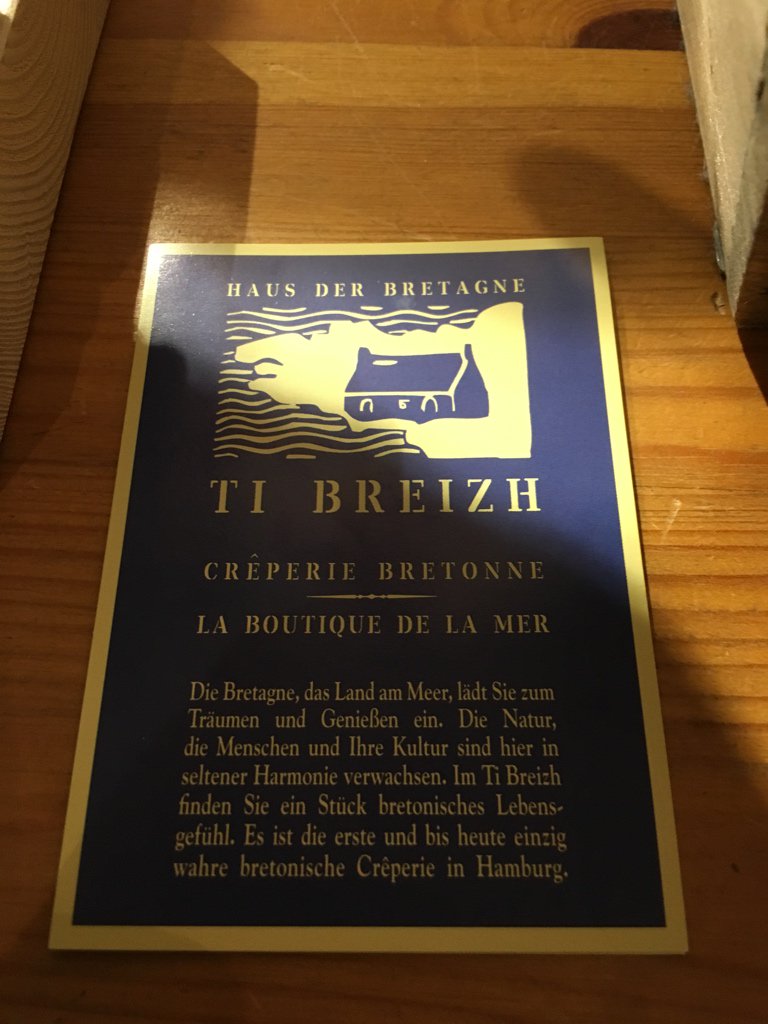 HAUS DER BRETAGNE
TI BREIZH
CRÊPERIE BRETONNE
LA BOUTIQUE DE LA MER
Die Bretagne, das Land am Meer, lädt Sie zum
Träumen und Genießen ein. Die Natur,
die Menschen und Ihre Kultur sind hier in
seltener Harmonie verwachsen. Im Ti Breizh
finden Sie ein Stück bretonisches Lebens-
gefühl. Es ist die erste und bis heute einzig
wahre bretonische Crêperie in Hamburg.